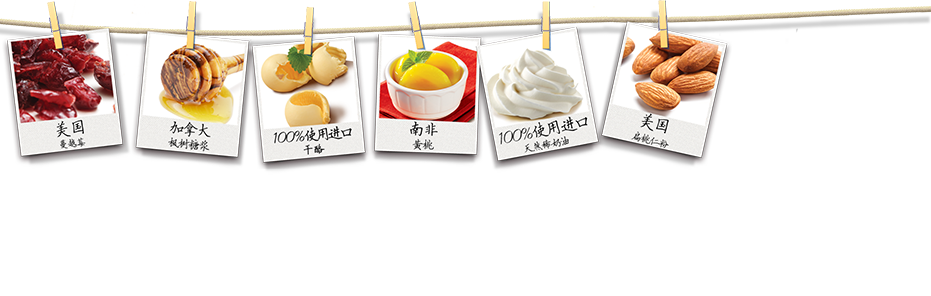 美国
蔓越莓
加拿大
枫树糖浆
100%使用进口
干酪
南非
黄桃
100%使用进口
天然稀奶油
美国
扁桃仁粉